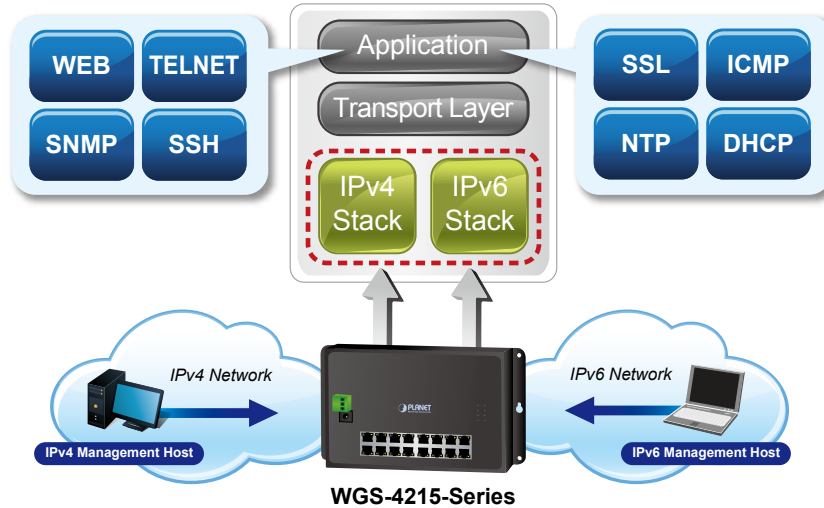 WEB
TELNET
SNMP
SSH
Application
Transport Layer
IPv4
Stack
IPv6
Stack
SSL
ICMP
NTP
DHCP
IPv4 Network
IPv4 Management Host
PLANET
IPv6 Network
IPv6 Management Host
WGS-4215-Series